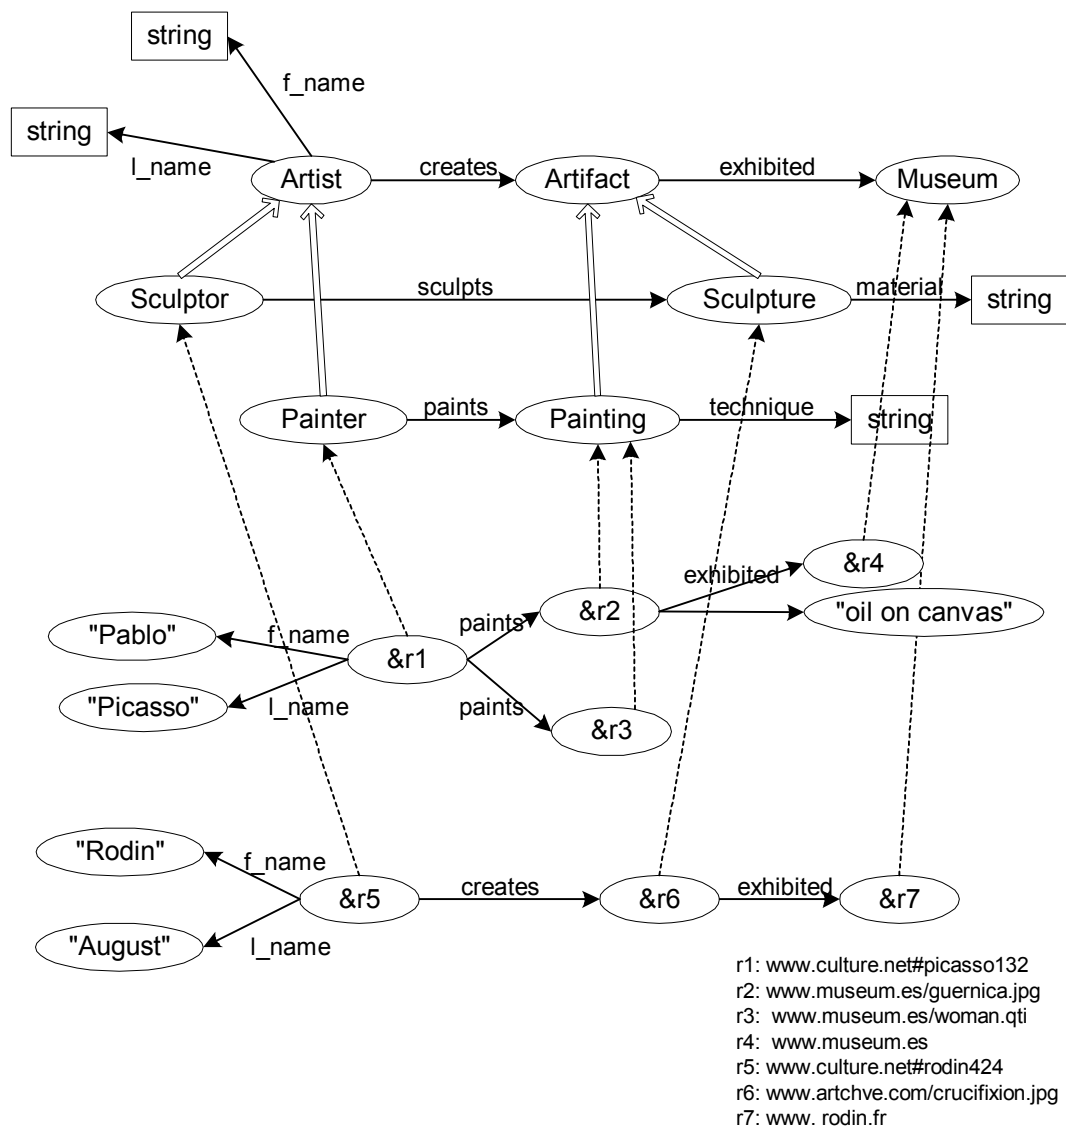 string
f_name
string
l_name
Artist
creates
Artifact
exhibited
Museum
Sculptor
sculpts
Sculpture
material
string
Painter
paints
Painting
technique
string
&r4
exhibited
"Pablo"
f_name
&r1
paints
&r2
"oil on canvas"
"Picasso"
l_name
paints
&r3
"Rodin"
f_name
&r5
creates
&r6
exhibited
&r7
"August"
l_name
r1: www.culture.net#picasso132
r2: www.museum.es/guernica.jpg
r3: www.museum.es/woman.qti
r4: www.museum.es
r5: www.culture.net#rodin424
r6: www.artchve.com/crucifixion.jpg
r7: www. rodin.fr